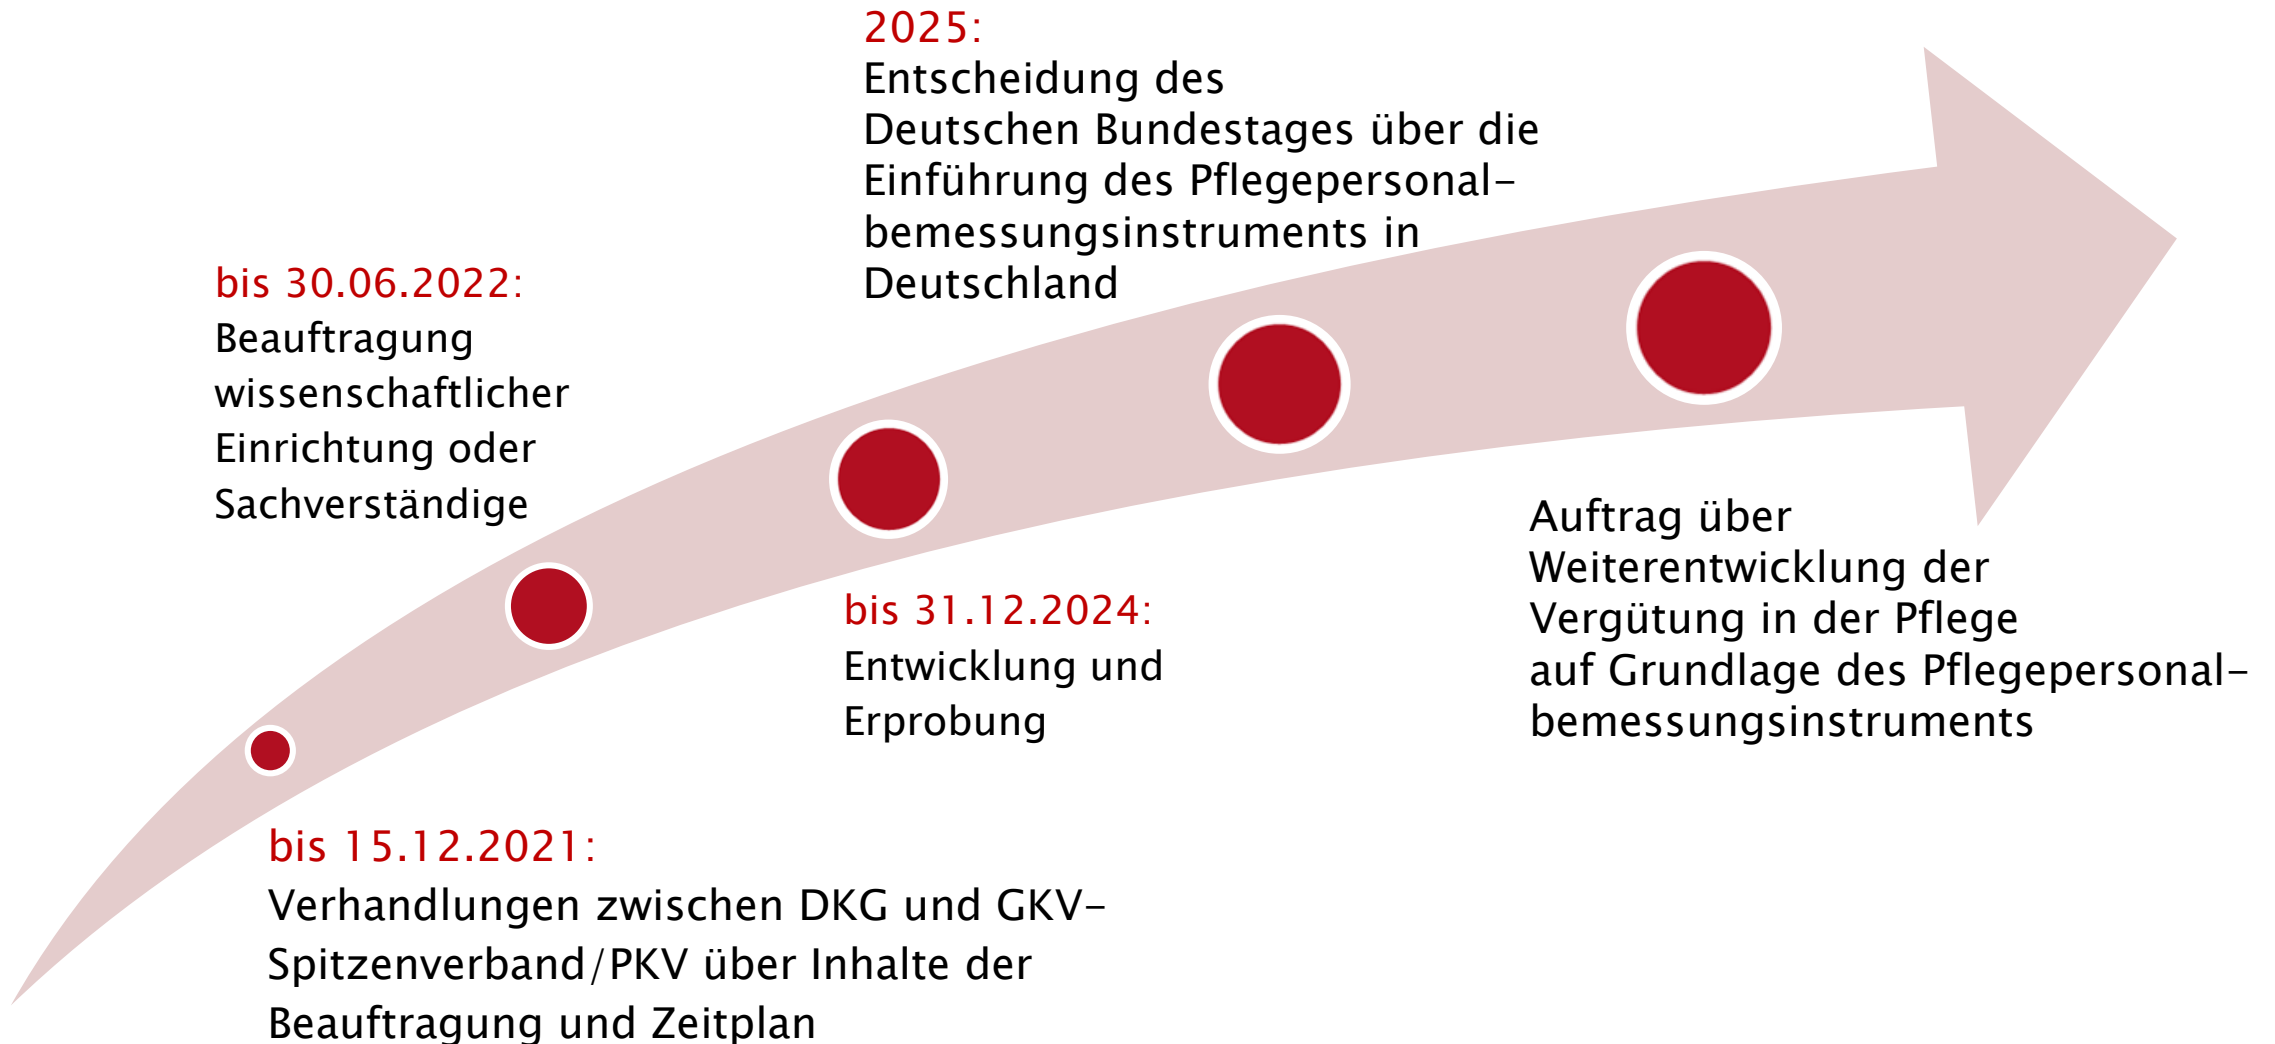 2025:
Entscheidung des
Deutschen Bundestages über die
Einführung des Pflegepersonal-
bemessungsinstruments in
Deutschland
bis 30.06.2022:
Beauftragung
wissenschaftlicher
Einrichtung oder
Sachverständige
Auftrag über
Weiterentwicklung der
Vergütung in der Pflege
auf Grundlage des Pflegepersonal-
bemessungsinstruments
bis 31.12.2024:
Entwicklung und
Erprobung
bis 15.12.2021:
Verhandlungen zwischen DKG und GKV-
Spitzenverband/PKV über Inhalte der
Beauftragung und Zeitplan